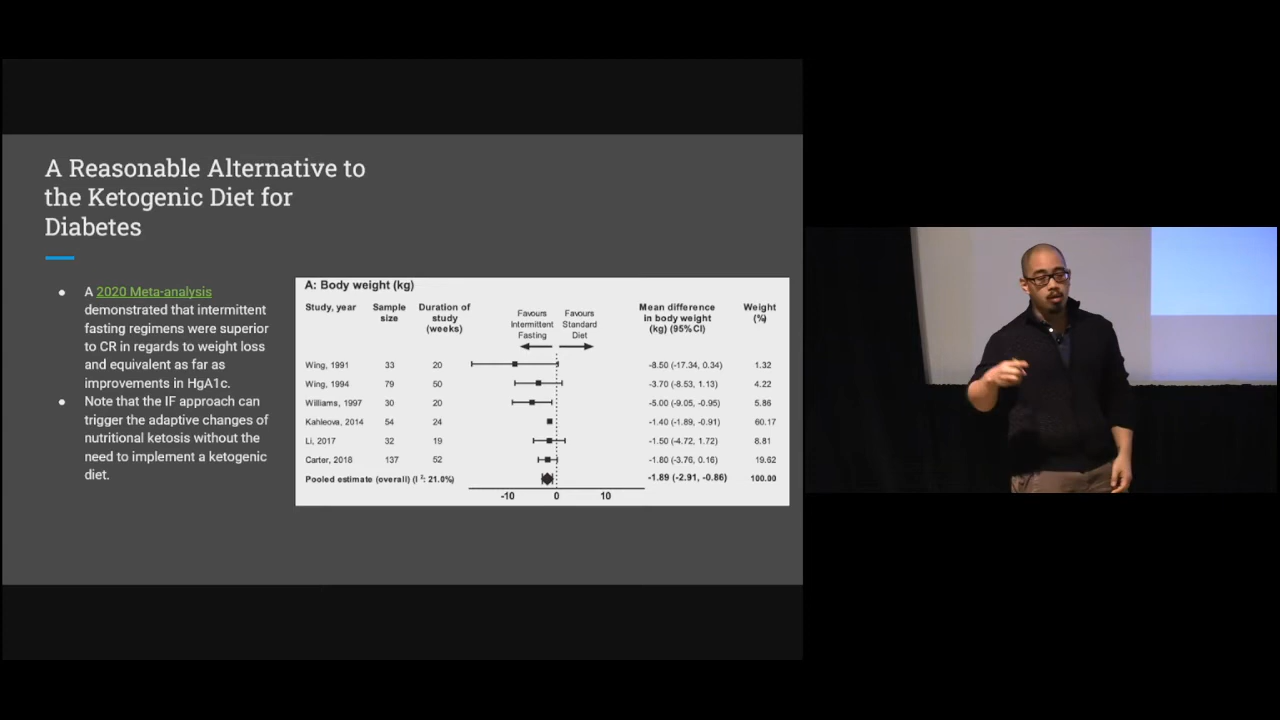 A Reasonable Alternative to
the Ketogenic Diet for
Diabetes
● A 2020 Meta-analysis
demonstrated that intermittent
fasting regimens were superior
to CR in regards to weight loss
and equivalent as far as
improvements in HgA1c.
● Note that the IF approach can
trigger the adaptive changes of
nutritional ketosis without the
need to implement a ketogenic
diet.
A: Body weight (kg)
Study, year Sample size Duration of study (weeks) Favours Intermittent Fasting Favours Standard Diet Mean difference in body weight (kg) (95%CI) Weight (%)
Wing, 1991 33 20 -8.50 (-17.34, 0.34) 1.32
Wing, 1994 79 50 -3.70 (-8.53, 1.13) 4.22
Williams, 1997 30 20 -5.00 (-9.05, -0.95) 5.86
Kahleova, 2014 54 24 -1.40 (-1.89, -0.91) 60.17
Li, 2017 32 19 -1.50 (-4.72, 1.72) 8.81
Carter, 2018 137 52 -1.80 (-3.76, 0.16) 19.62
Pooled estimate (overall) (I²: 21.0%) -1.89 (-2.91, -0.86) 100.00
-10 0 10